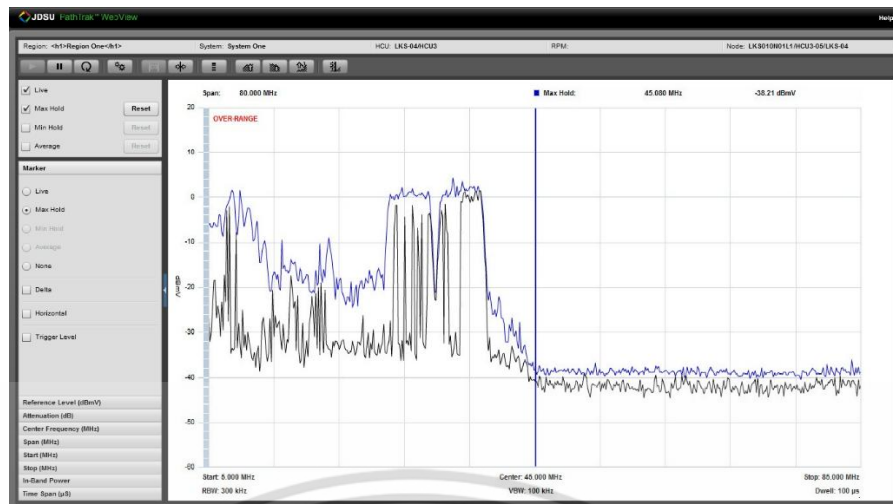 JDSU PathTrak™ WebView
Help
Region: <h1>Region One</h1> System: System One HCU: LKS-04/HCU3 RPM: Node: LKS010N01L1/HCU3-05/LKS-04
Live
Max Hold Reset
Min Hold Reset
Average Reset
Marker
Live
Max Hold
Min Hold
Average
None
Delta
Horizontal
Trigger Level
Reference Level (dBmV)
Attenuation (dB)
Center Frequency (MHz)
Span (MHz)
Start (MHz)
Stop (MHz)
In-Band Power
Time Span (µS)
Span: 80.000 MHz Max Hold: 45.080 MHz -38.21 dBmV
OVER-RANGE
20
10
0
-10
-20
-30
-40
-50
-60
dBmV
Start: 5.000 MHz Center: 45.000 MHz Stop: 85.000 MHz
RBW: 300 kHz VBW: 100 kHz Dwell: 100 µs